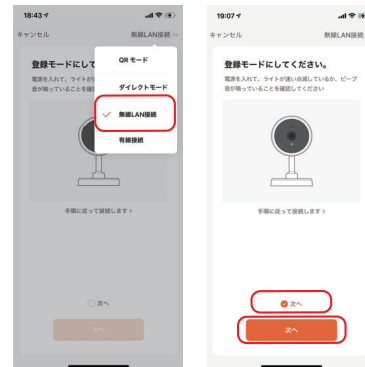 18:43
キャンセル
無線LAN接続
登録モードにして
電源を入れて、ライトが
音が鳴っていることを確認
QR モード
ダイレクトモード
無線LAN接続
有線接続
手順に従って接続します >
次へ
次へ
19:07
キャンセル
無線LAN接続
登録モードにしてください。
電源を入れて、ライトが速い点滅しているか、ビープ
音が鳴っていることを確認してください
手順に従って接続します >
次へ
次へ